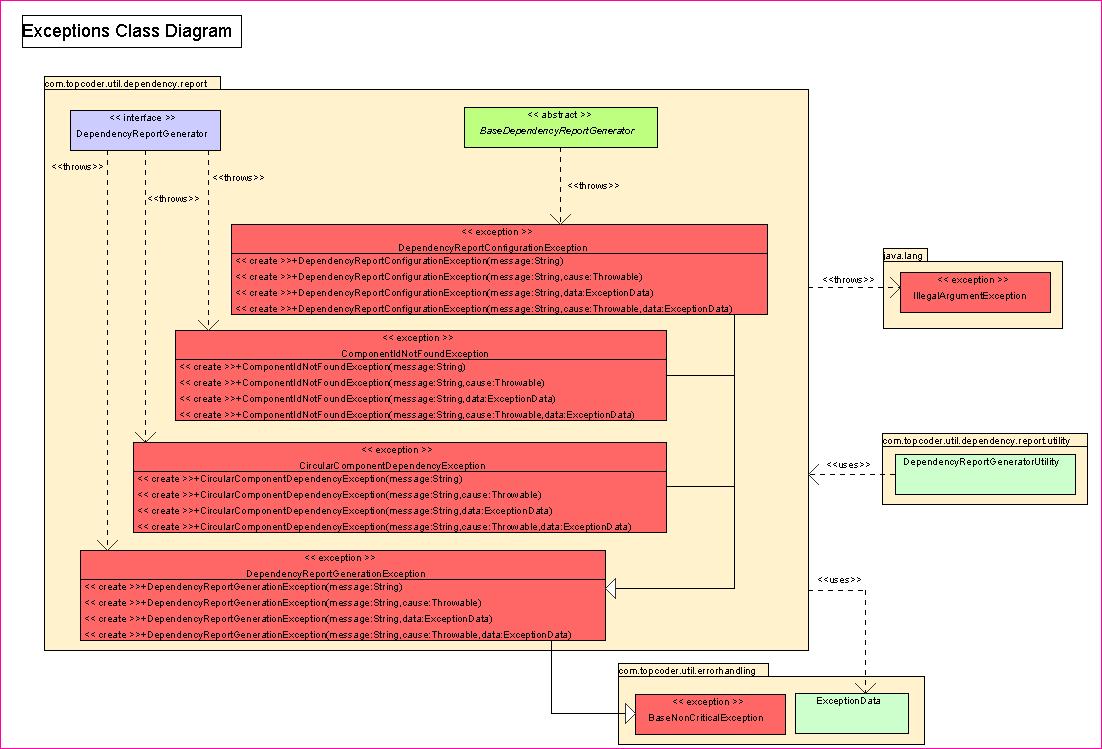 Exceptions Class Diagram
com.topcoder.util.dependency.report
<< interface >>
DependencyReportGenerator
<< abstract >>
BaseDependencyReportGenerator
<<throws>>
<<throws>>
<<throws>>
<<throws>>
<< exception >>
DependencyReportConfigurationException
<< create >>+DependencyReportConfigurationException(message:String)
<< create >>+DependencyReportConfigurationException(message:String,cause:Throwable)
<< create >>+DependencyReportConfigurationException(message:String,data:ExceptionData)
<< create >>+DependencyReportConfigurationException(message:String,cause:Throwable,data:ExceptionData)
java.lang
<<throws>>
<< exception >>
IllegalArgumentException
<< exception >>
ComponentIdNotFoundException
<< create >>+ComponentIdNotFoundException(message:String)
<< create >>+ComponentIdNotFoundException(message:String,cause:Throwable)
<< create >>+ComponentIdNotFoundException(message:String,data:ExceptionData)
<< create >>+ComponentIdNotFoundException(message:String,cause:Throwable,data:ExceptionData)
<< exception >>
CircularComponentDependencyException
<< create >>+CircularComponentDependencyException(message:String)
<< create >>+CircularComponentDependencyException(message:String,cause:Throwable)
<< create >>+CircularComponentDependencyException(message:String,data:ExceptionData)
<< create >>+CircularComponentDependencyException(message:String,cause:Throwable,data:ExceptionData)
com.topcoder.util.dependency.report.utility
<<uses>>
DependencyReportGeneratorUtility
<< exception >>
DependencyReportGenerationException
<< create >>+DependencyReportGenerationException(message:String)
<< create >>+DependencyReportGenerationException(message:String,cause:Throwable)
<< create >>+DependencyReportGenerationException(message:String,data:ExceptionData)
<< create >>+DependencyReportGenerationException(message:String,cause:Throwable,data:ExceptionData)
<<uses>>
com.topcoder.util.errorhandling
<< exception >>
BaseNonCriticalException
ExceptionData